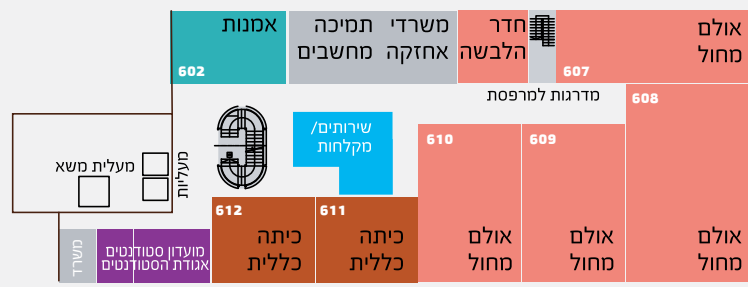 אולם
מחול
607
חדר
הלבשה
משרדי
אחזקה
תמיכה
מחשבים
אמנות
602
מדרגות למרפסת
608
אולם
מחול
609
אולם
מחול
610
אולם
מחול
שירותים/
מקלחות
מעליות
מעלית משא
611
כיתה
כללית
612
כיתה
כללית
מועדון סטודנטים
אגודת הסטודנטים
משרד